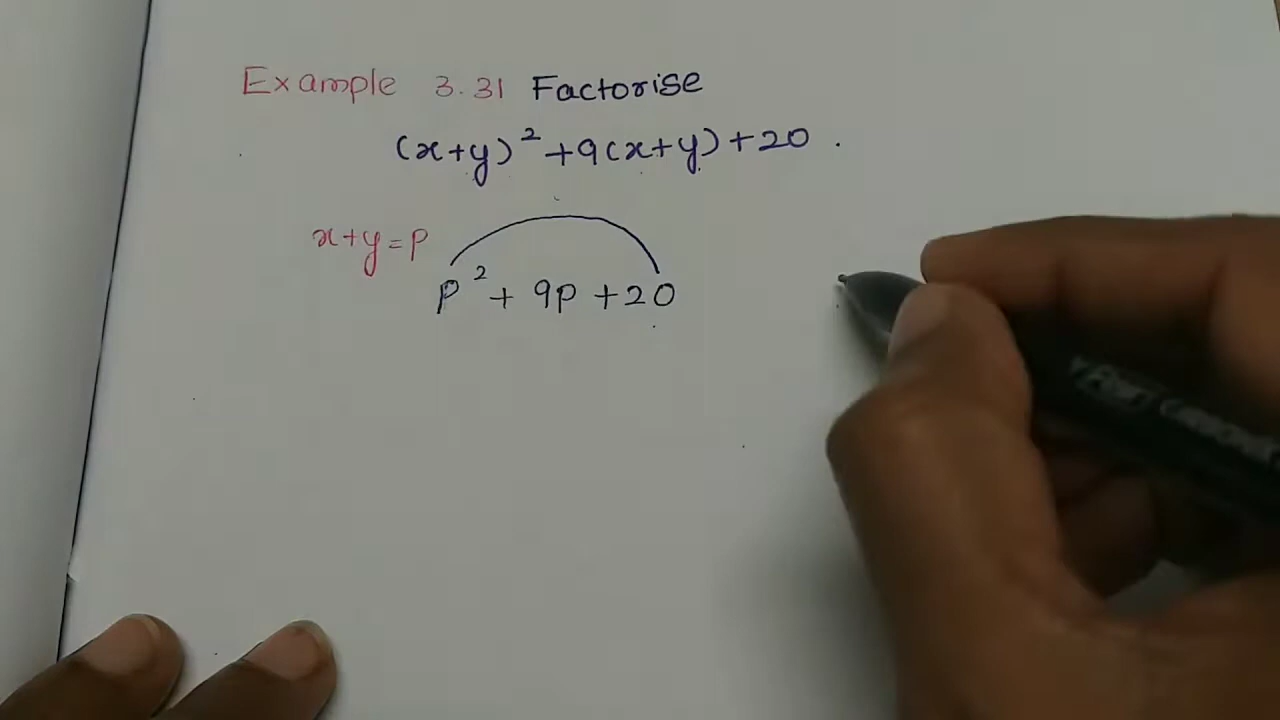 Example 3.31 Factorise
(x+y)² + 9(x+y) + 20 .
x+y = p
p² + 9p + 20